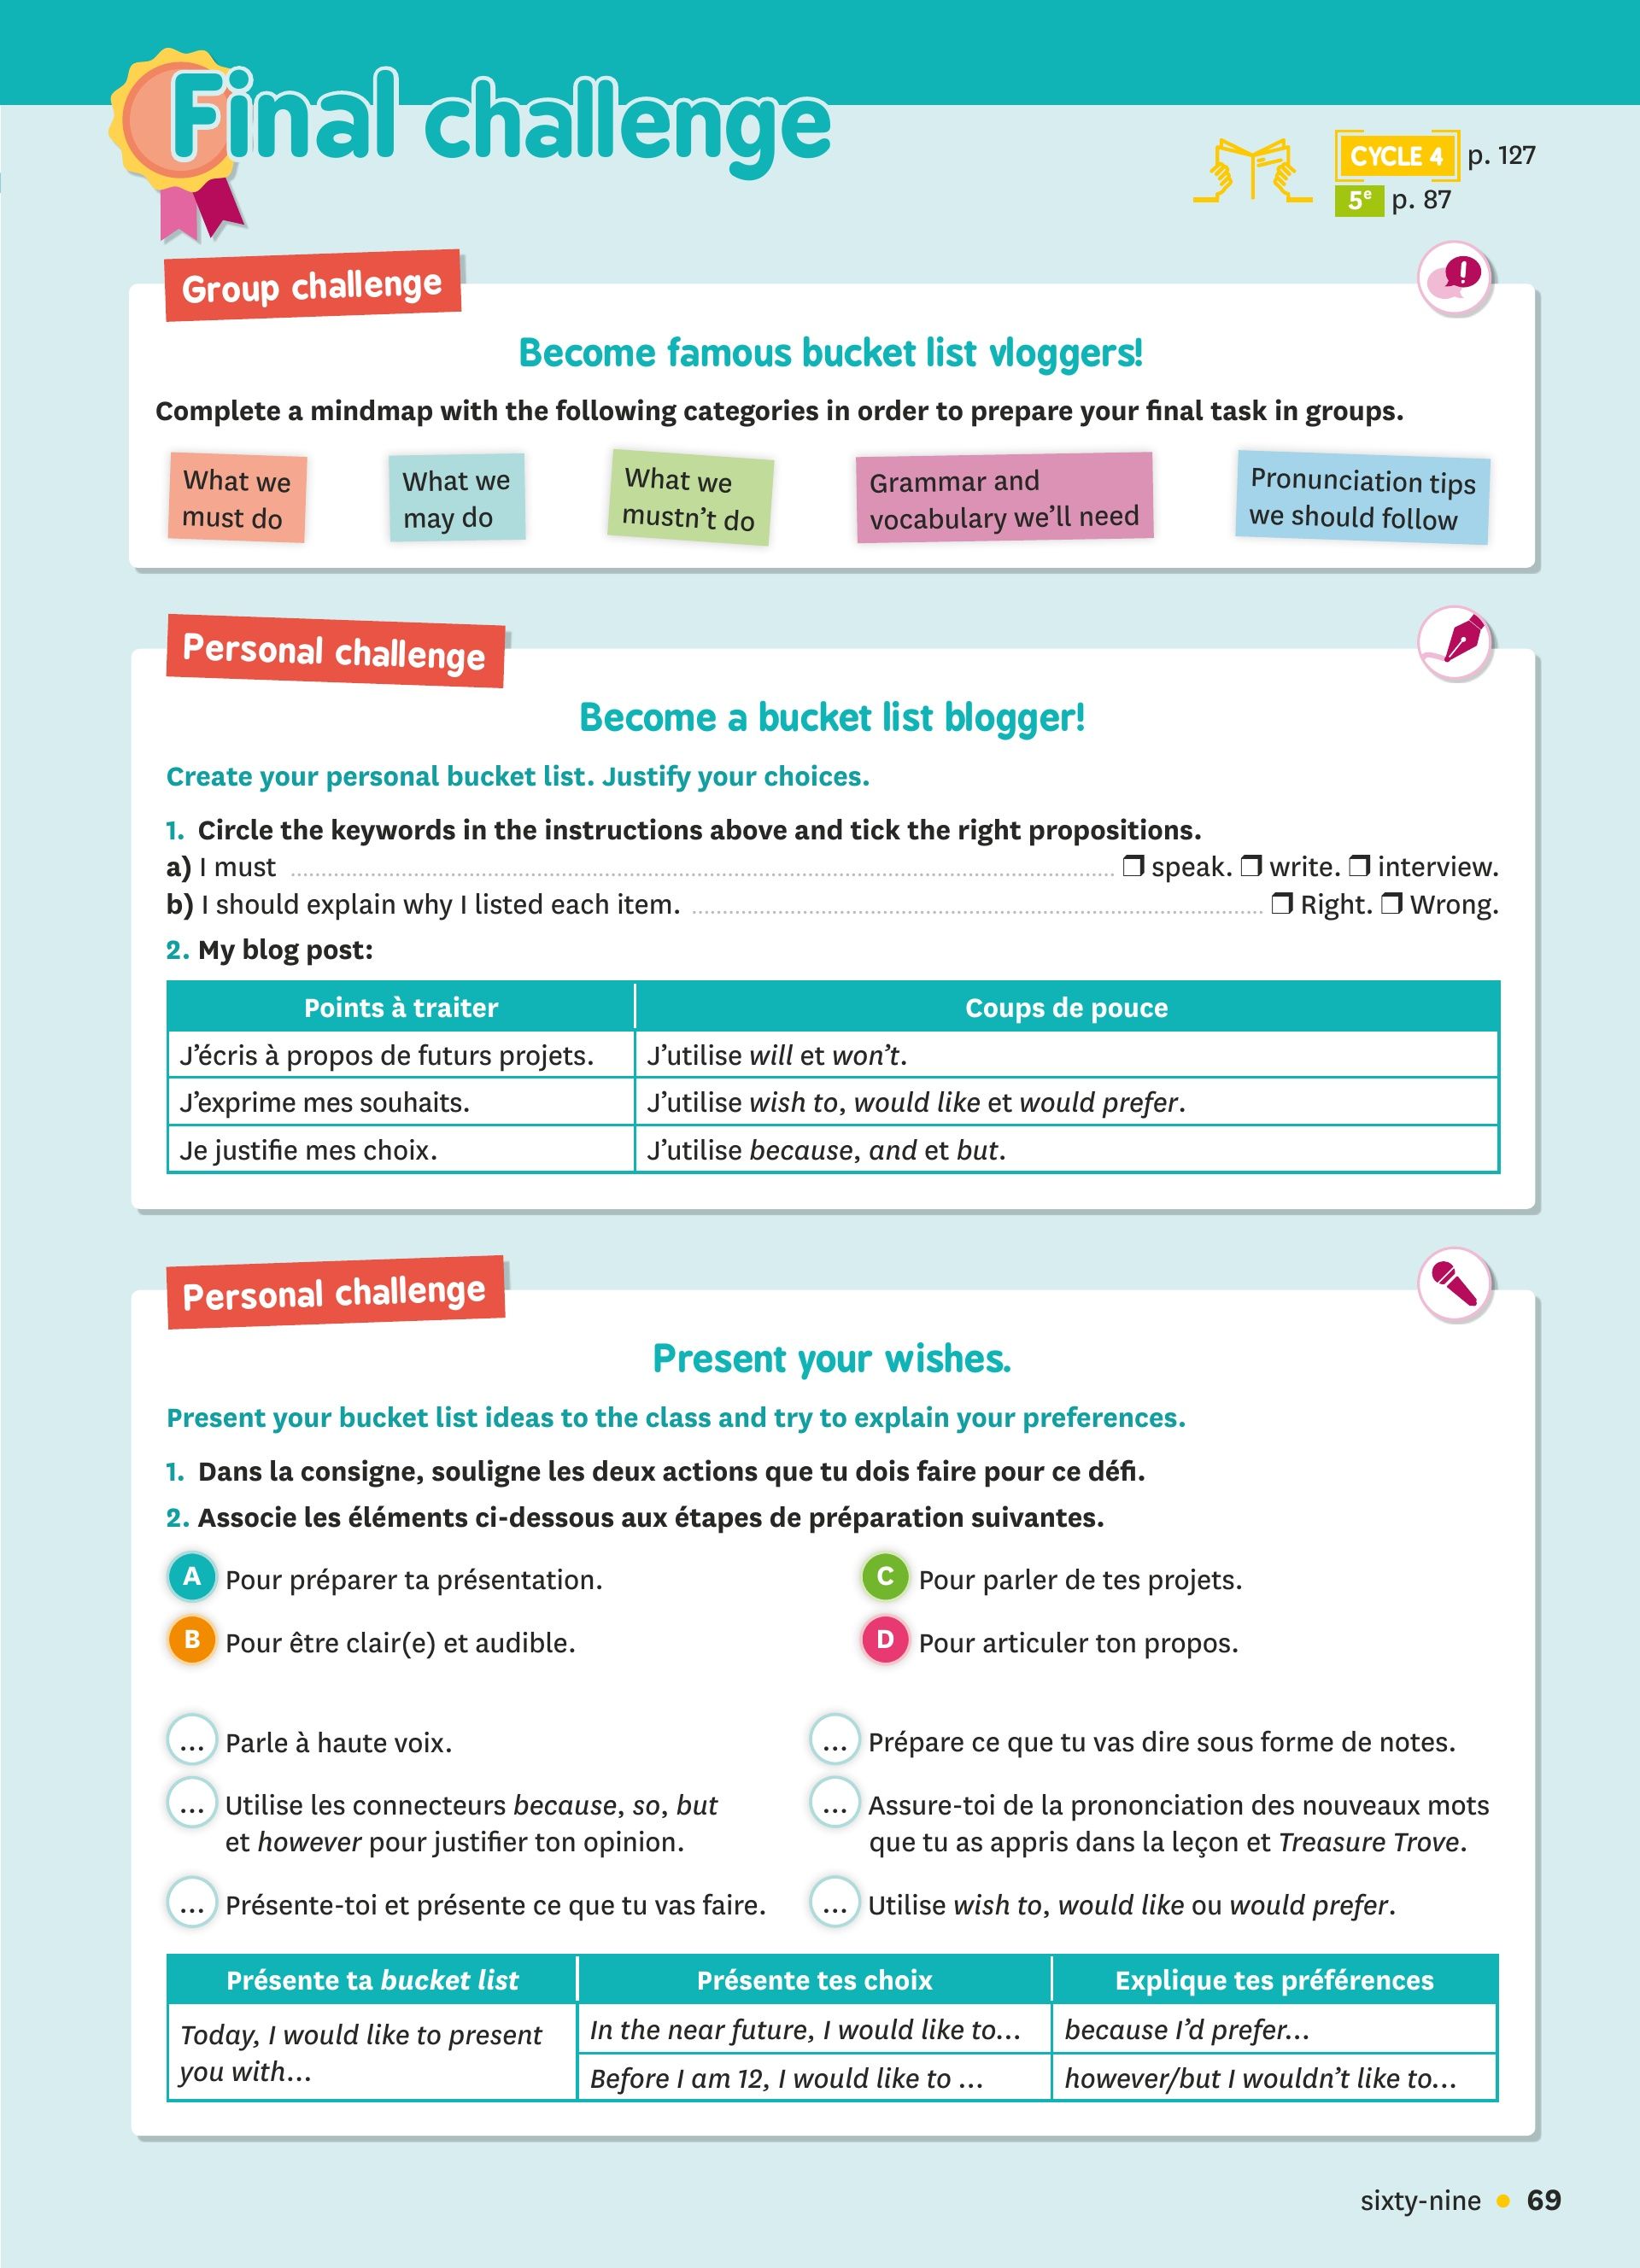 Final challenge
CYCLE 4 p. 127
5e p. 87
Group challenge
Become famous bucket list vloggers!
Complete a mindmap with the following categories in order to prepare your final task in groups.
What we
must do
What we
may do
What we
mustn't do
Grammar and
vocabulary we'll need
Pronunciation tips
we should follow
Personal challenge
Become a bucket list blogger!
Create your personal bucket list. Justify your choices.
1. Circle the keywords in the instructions above and tick the right propositions.
a) I must ........ ❒ speak. ❒ write. ❒ interview.
b) I should explain why I listed each item. ........ ❒ Right. ❒ Wrong.
2. My blog post:
Points à traiter Coups de pouce
J'écris à propos de futurs projets. J'utilise will et won't.
J'exprime mes souhaits. J'utilise wish to, would like et would prefer.
Je justifie mes choix. J'utilise because, and et but.
Personal challenge
Present your wishes.
Present your bucket list ideas to the class and try to explain your preferences.
1. Dans la consigne, souligne les deux actions que tu dois faire pour ce défi.
2. Associe les éléments ci-dessous aux étapes de préparation suivantes.
A Pour préparer ta présentation.
C Pour parler de tes projets.
B Pour être clair(e) et audible.
D Pour articuler ton propos.
... Parle à haute voix.
... Prépare ce que tu vas dire sous forme de notes.
... Utilise les connecteurs because, so, but
et however pour justifier ton opinion.
... Assure-toi de la prononciation des nouveaux mots
que tu as appris dans la leçon et Treasure Trove.
... Présente-toi et présente ce que tu vas faire.
... Utilise wish to, would like ou would prefer.
Présente ta bucket list Présente tes choix Explique tes préférences
Today, I would like to present
you with...
In the near future, I would like to... because I'd prefer...
Before I am 12, I would like to ... however/but I wouldn't like to...
sixty-nine • 69